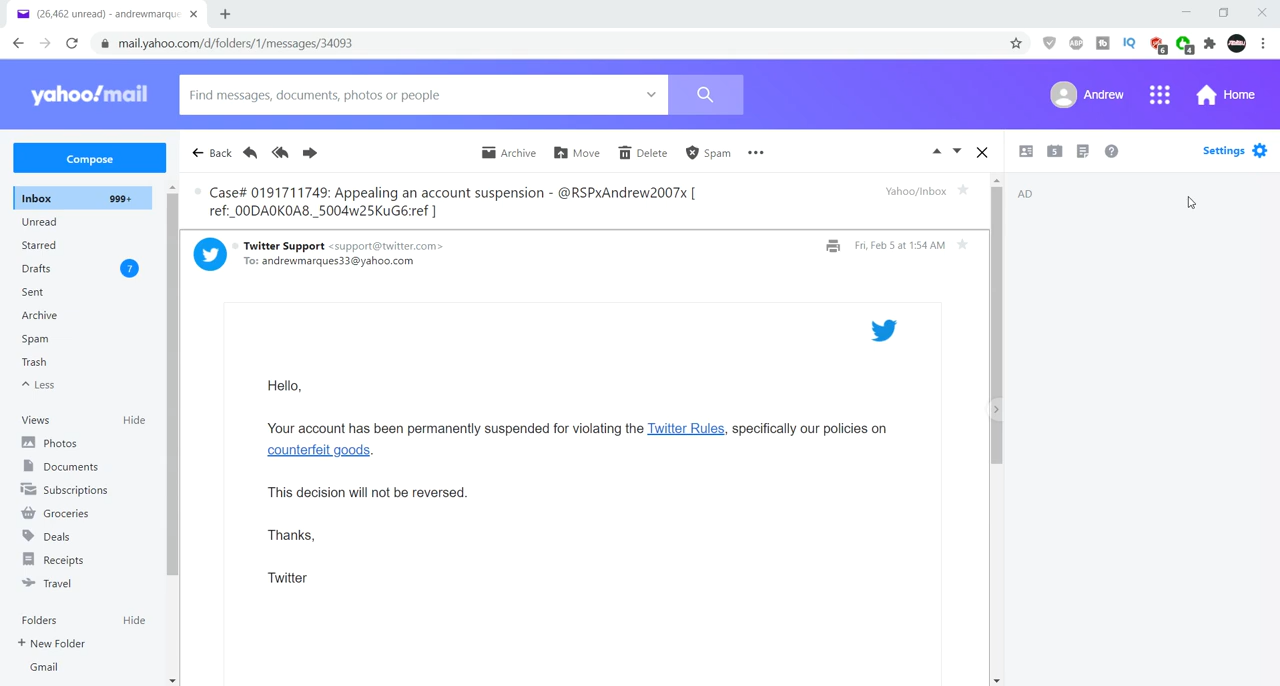 (26,462 unread) - andrewmarque
mail.yahoo.com/d/folders/1/messages/34093
ABP
IQ
6
4
yahoo!mail
Find messages, documents, photos or people
Andrew
Home
Compose
Back
Archive
Move
Delete
Spam
5
Settings
Inbox 999+
Unread
Starred
Drafts 7
Sent
Archive
Spam
Trash
Less
Views Hide
Photos
Documents
Subscriptions
Groceries
Deals
Receipts
Travel
Folders Hide
+ New Folder
Gmail
Case# 0191711749: Appealing an account suspension - @RSPxAndrew2007x [
ref:_00DA0K0A8._5004w25KuG6:ref ]
Yahoo/Inbox
AD
Twitter Support <support@twitter.com>
To: andrewmarques33@yahoo.com
Fri, Feb 5 at 1:54 AM
Hello,
Your account has been permanently suspended for violating the Twitter Rules, specifically our policies on
counterfeit goods.
This decision will not be reversed.
Thanks,
Twitter